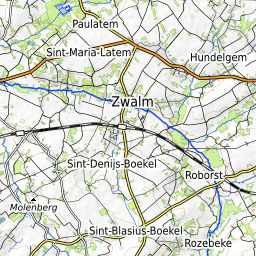 Paulatem
Sint-Maria-Latem
Hundelgem
Zwalm
Sint-Denijs-Boekel
Roborst
Molenberg
Sint-Blasius-Boekel
Rozebeke